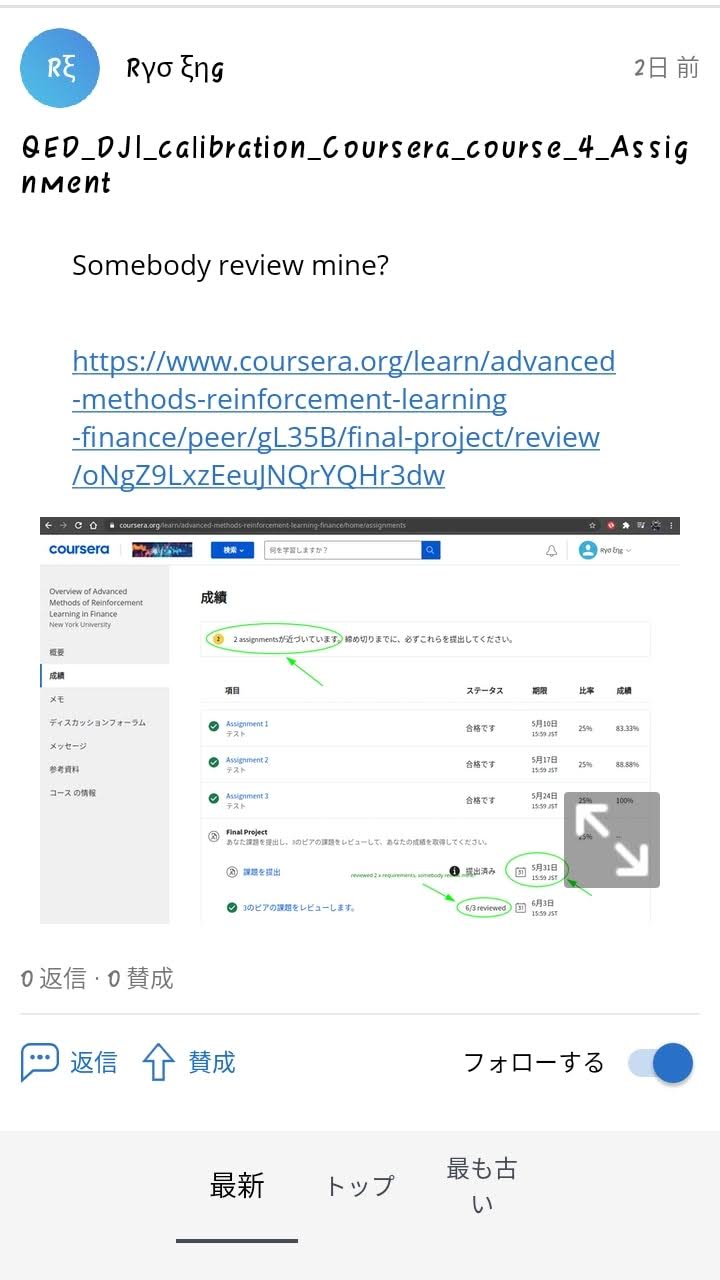 Rξ
Rγσ ξηg
2日 前
QED_DJI_calibration_Coursera_course_4_Assig
nment
Somebody review mine?
https://www.coursera.org/learn/advanced
-methods-reinforcement-learning
-finance/peer/gL35B/final-project/review
/oNgZ9LxzEeuJNQrYQHr3dw
coursera.org/learn/advanced-methods-reinforcement-learning-finance/home/assignments
coursera
検索
何を学習しますか？
Rγσ ξηg
Overview of Advanced
Methods of Reinforcement
Learning in Finance
New York University
概要
成績
メモ
ディスカッションフォーラム
メッセージ
参考資料
コース の情報
成績
2
2 assignmentsが近づいています。締め切りまでに、必ずこれらを提出してください。
項目 ステータス 期限 比率 成績
Assignment 1
テスト
合格です
5月10日
15:59 JST
25%
83.33%
Assignment 2
テスト
合格です
5月17日
15:59 JST
25%
88.88%
Assignment 3
テスト
合格です
5月24日
15:59 JST
25%
100%
Final Project
あなた課題を提出し、3のピアの課題をレビューして、あなたの成績を取得してください。
25%
--
課題を提出
reviewed 2 x requirements, somebody
提出済み
31
5月31日
15:59 JST
3のピアの課題をレビューします。
6/3 reviewed
31
6月3日
15:59 JST
0 返信 · 0 賛成
返信
賛成
フォローする
最新
トップ
最も古
い